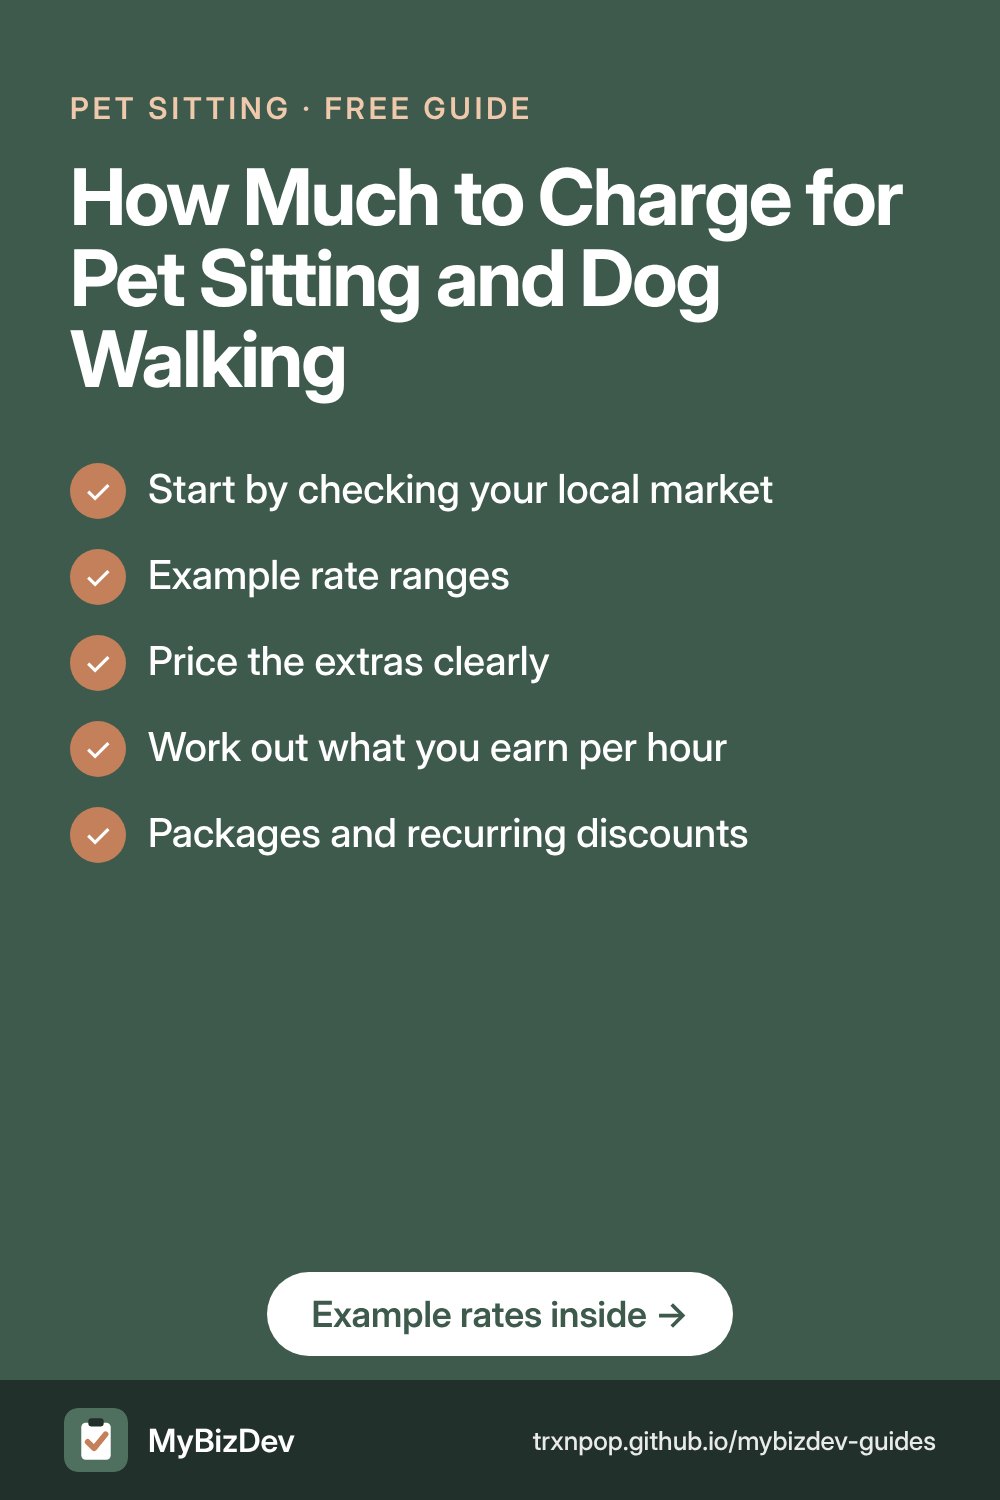 PET SITTING · FREE GUIDE
How Much to Charge for
Pet Sitting and Dog
Walking
Start by checking your local market
Example rate ranges
Price the extras clearly
Work out what you earn per hour
Packages and recurring discounts
Example rates inside →
MyBizDev
trxnpop.github.io/mybizdev-guides